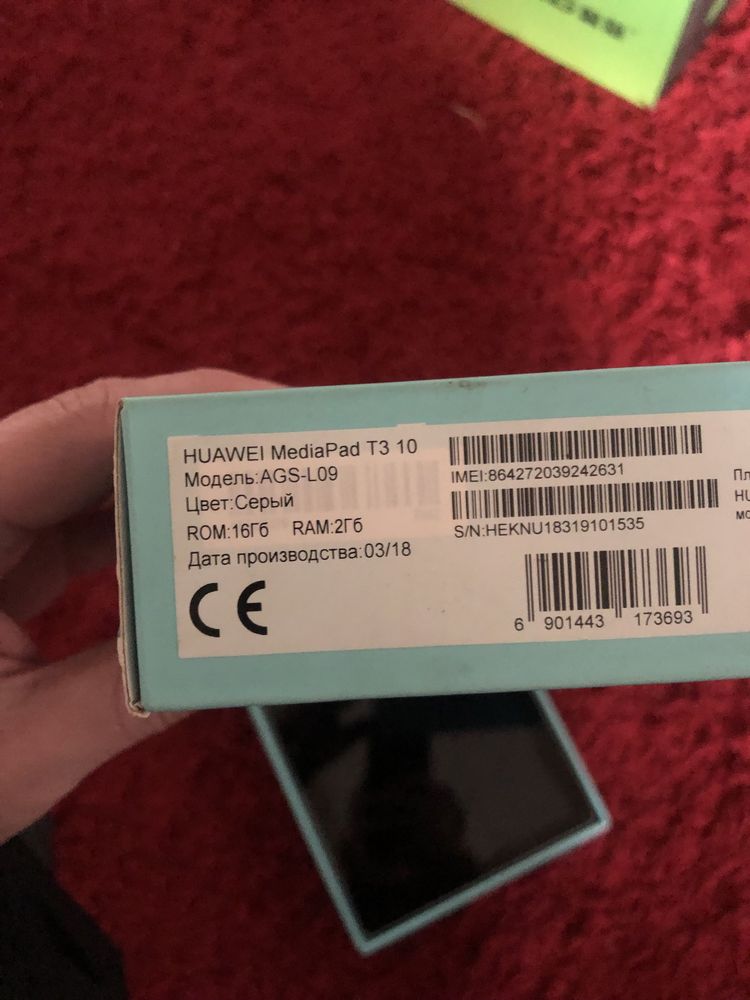 HUAWEI MediaPad T3 10
Модель:AGS-L09
Цвет:Серый
ROM:16Гб RAM:2Гб
Дата производства:03/18
CE
IMEI:864272039242631
S/N:HEKNU18319101535
6 901443 173693